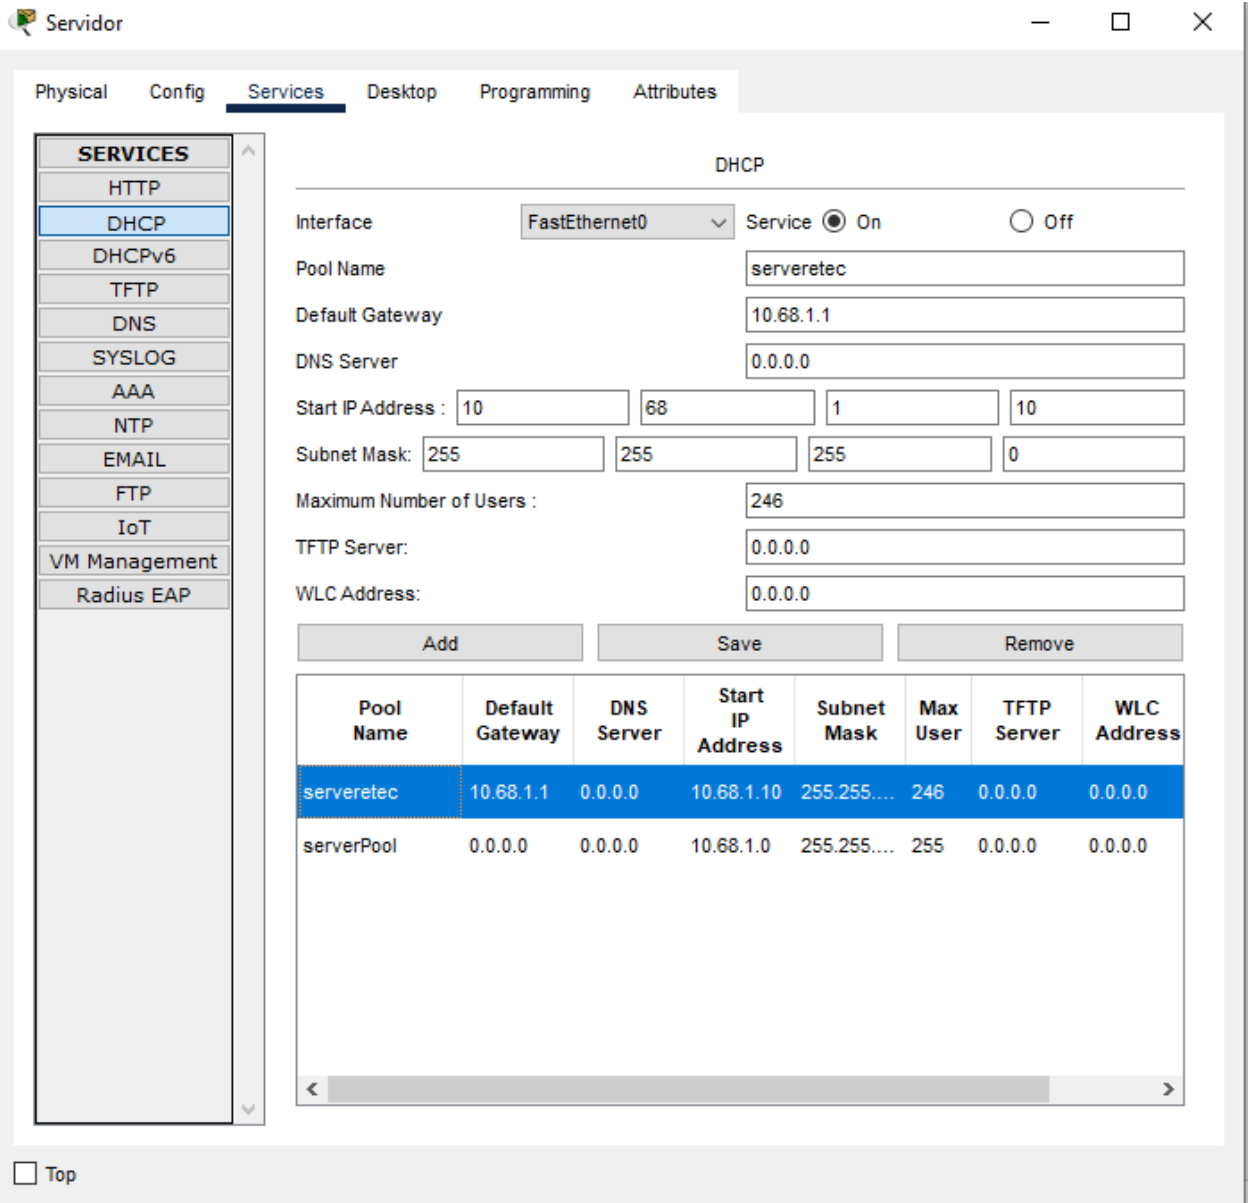 Servidor
Physical Config Services Desktop Programming Attributes
SERVICES
HTTP
DHCP
DHCPv6
TFTP
DNS
SYSLOG
AAA
NTP
EMAIL
FTP
IoT
VM Management
Radius EAP
DHCP
Interface FastEthernet0 Service On Off
Pool Name serveretec
Default Gateway 10.68.1.1
DNS Server 0.0.0.0
Start IP Address : 10 68 1 10
Subnet Mask: 255 255 255 0
Maximum Number of Users : 246
TFTP Server: 0.0.0.0
WLC Address: 0.0.0.0
Add Save Remove
Pool Name Default Gateway DNS Server Start IP Address Subnet Mask Max User TFTP Server WLC Address
serveretec 10.68.1.1 0.0.0.0 10.68.1.10 255.255.... 246 0.0.0.0 0.0.0.0
serverPool 0.0.0.0 0.0.0.0 10.68.1.0 255.255.... 255 0.0.0.0 0.0.0.0
Top